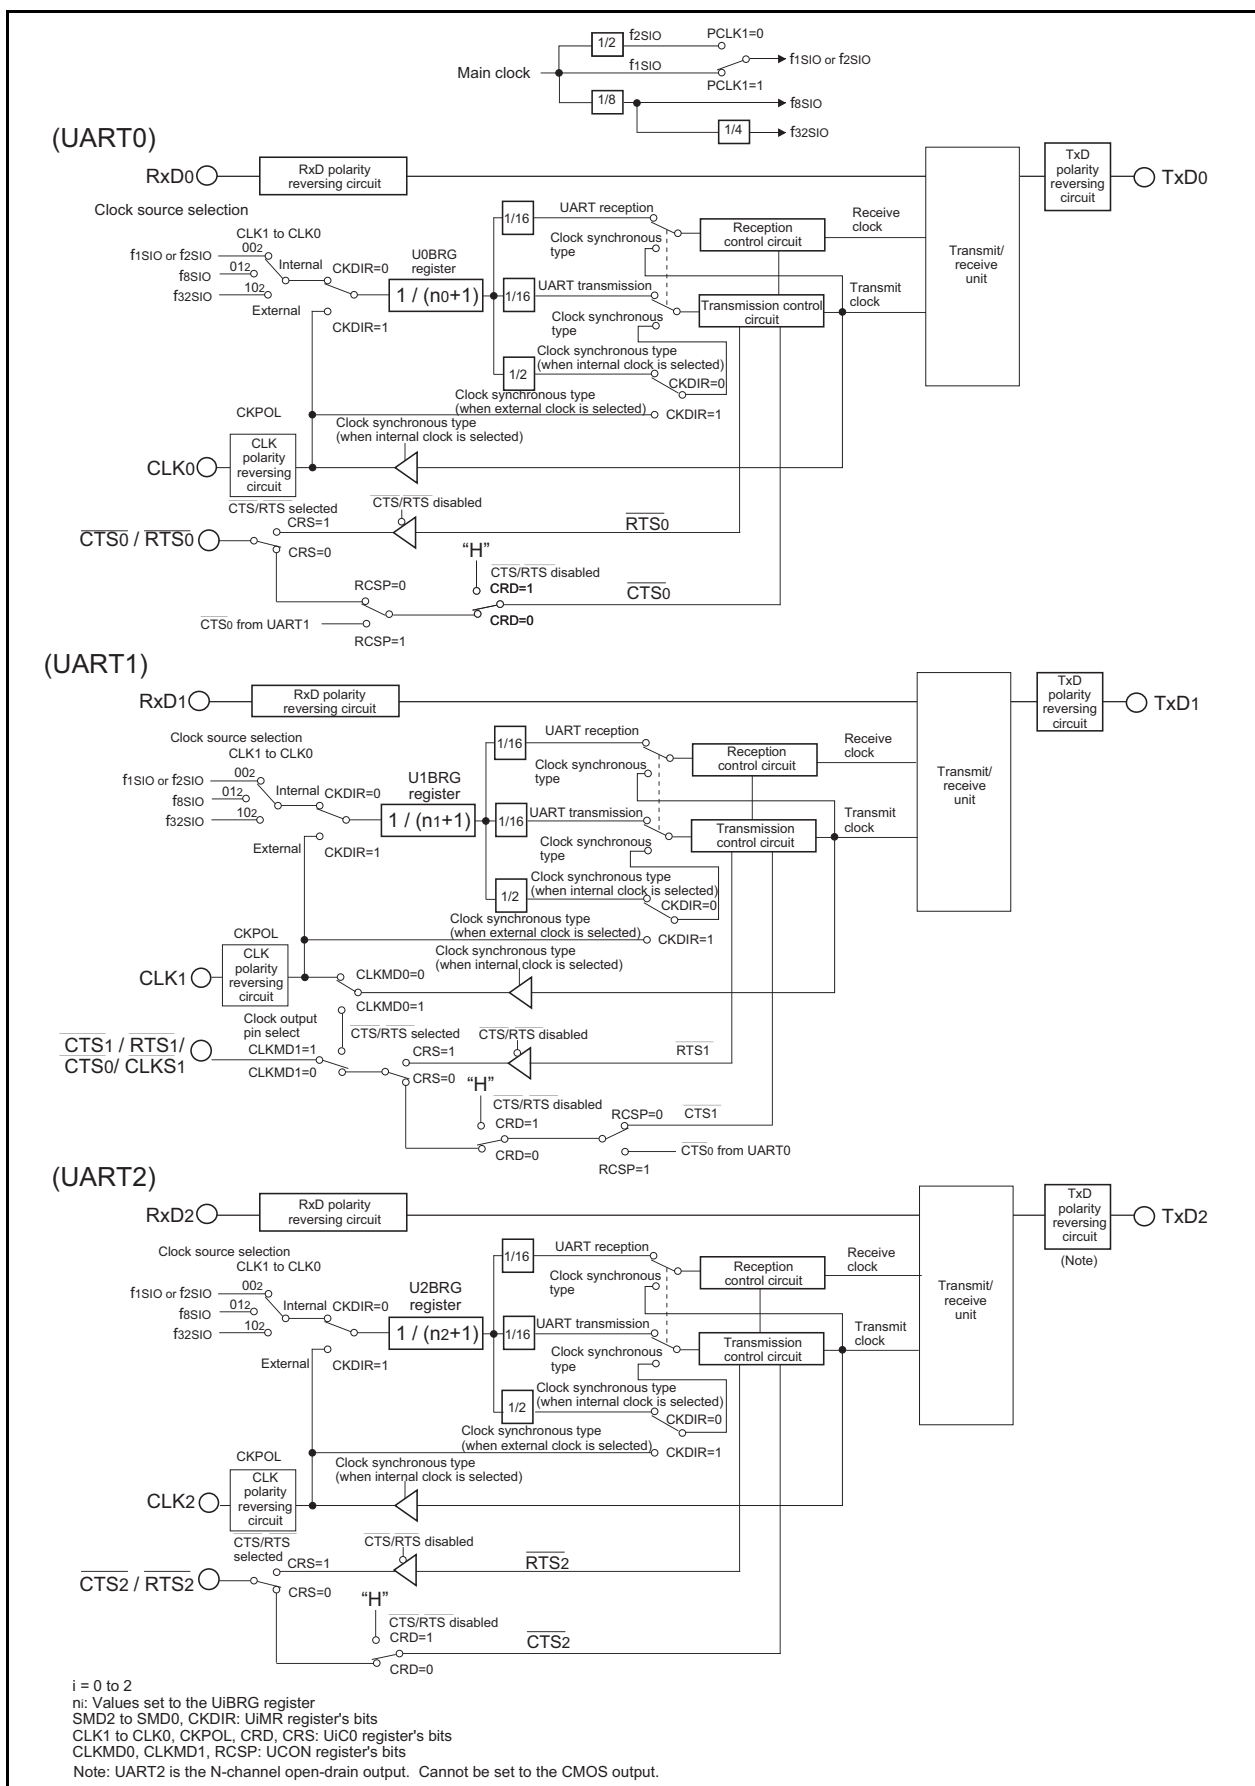 1/2
f2SIO
PCLK1=0
Main clock
f1SIO
f1SIO or f2SIO
PCLK1=1
1/8
f8SIO
1/4
f32SIO
(UART0)
RxD0
RxD polarity
reversing circuit
TxD
polarity
reversing
circuit
TxD0
Clock source selection
CLK1 to CLK0
f1SIO or f2SIO
002
f8SIO
012
f32SIO
102
Internal
CKDIR=0
External
CKDIR=1
U0BRG
register
1 / (n0+1)
1/16
UART reception
Clock synchronous
type
Reception
control circuit
Receive
clock
1/16
UART transmission
Clock synchronous
type
Transmission control
circuit
Transmit
clock
Transmit/
receive
unit
1/2
Clock synchronous type
(when internal clock is selected)
CKDIR=0
Clock synchronous type
(when external clock is selected)
CKDIR=1
CKPOL
Clock synchronous type
(when internal clock is selected)
CLK0
CLK
polarity
reversing
circuit
CTS/RTS selected
CTS/RTS disabled
CTS0 / RTS0
CRS=1
CRS=0
RTS0
"H"
CTS/RTS disabled
RCSP=0
CRD=1
CTS0
CTS0 from UART1
CRD=0
RCSP=1
(UART1)
RxD1
RxD polarity
reversing circuit
TxD
polarity
reversing
circuit
TxD1
Clock source selection
CLK1 to CLK0
f1SIO or f2SIO
002
f8SIO
012
f32SIO
102
Internal
CKDIR=0
External
CKDIR=1
U1BRG
register
1 / (n1+1)
1/16
UART reception
Clock synchronous
type
Reception
control circuit
Receive
clock
1/16
UART transmission
Clock synchronous
type
Transmission
control circuit
Transmit
clock
Transmit/
receive
unit
1/2
Clock synchronous type
(when internal clock is selected)
CKDIR=0
Clock synchronous type
(when external clock is selected)
CKDIR=1
CKPOL
Clock synchronous type
(when internal clock is selected)
CLK1
CLK
polarity
reversing
circuit
CLKMD0=0
CLKMD0=1
Clock output
pin select
CTS/RTS selected
CTS/RTS disabled
CTS1 / RTS1/
CTS0/ CLKS1
CLKMD1=1
CLKMD1=0
CRS=1
CRS=0
RTS1
"H"
CTS/RTS disabled
CRD=1
CRD=0
RCSP=0
CTS1
CTS0 from UART0
RCSP=1
(UART2)
RxD2
RxD polarity
reversing circuit
TxD
polarity
reversing
circuit
(Note)
TxD2
Clock source selection
CLK1 to CLK0
f1SIO or f2SIO
002
f8SIO
012
f32SIO
102
Internal
CKDIR=0
External
CKDIR=1
U2BRG
register
1 / (n2+1)
1/16
UART reception
Clock synchronous
type
Reception
control circuit
Receive
clock
1/16
UART transmission
Clock synchronous
type
Transmission
control circuit
Transmit
clock
Transmit/
receive
unit
1/2
Clock synchronous type
(when internal clock is selected)
CKDIR=0
Clock synchronous type
(when external clock is selected)
CKDIR=1
CKPOL
Clock synchronous type
(when internal clock is selected)
CLK2
CLK
polarity
reversing
circuit
CTS/RTS
selected
CTS/RTS disabled
CTS2 / RTS2
CRS=1
CRS=0
RTS2
"H"
CTS/RTS disabled
CRD=1
CTS2
CRD=0
i = 0 to 2
ni: Values set to the UiBRG register
SMD2 to SMD0, CKDIR: UiMR register's bits
CLK1 to CLK0, CKPOL, CRD, CRS: UiC0 register's bits
CLKMD0, CLKMD1, RCSP: UCON register's bits
Note: UART2 is the N-channel open-drain output. Cannot be set to the CMOS output.